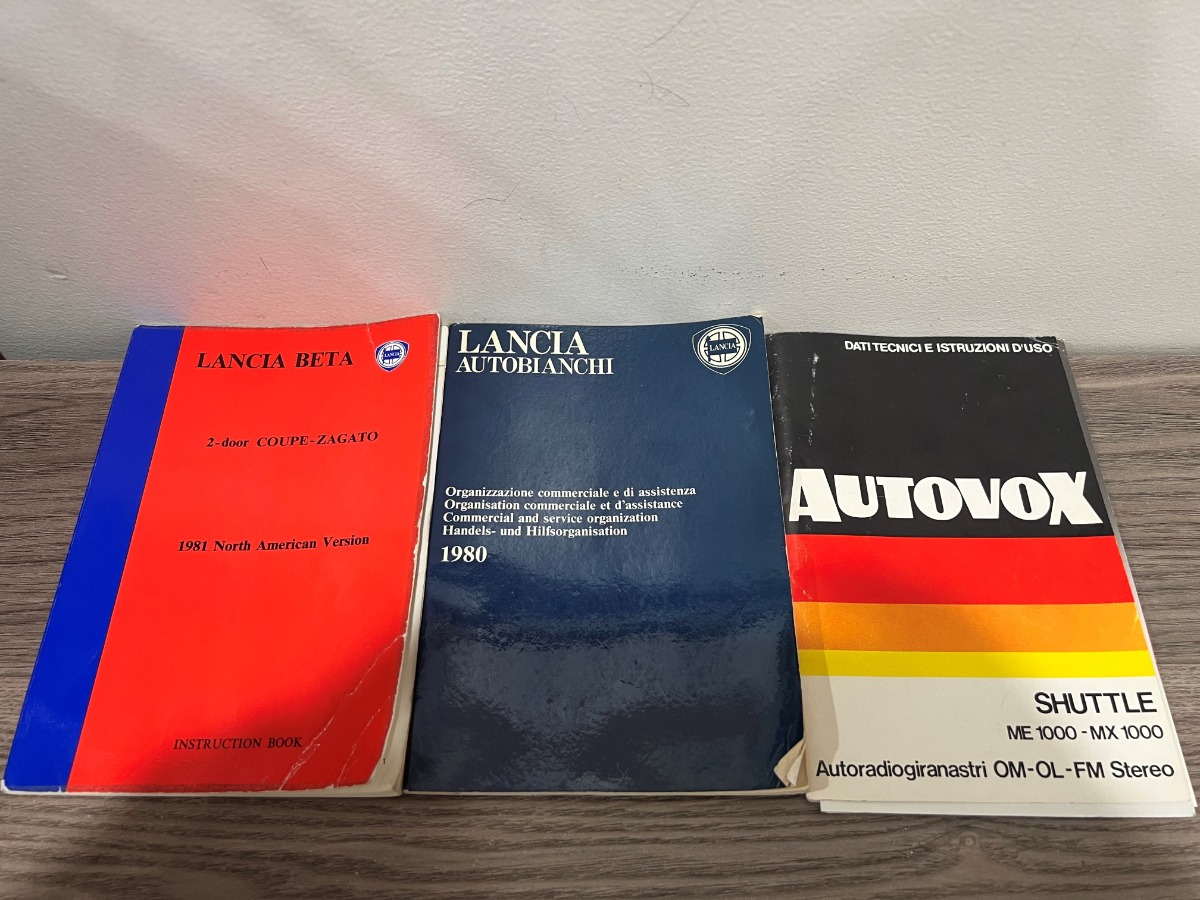 LANCIA BETA
LANCIA
2-door COUPE-ZAGATO
1981 North American Version
INSTRUCTION BOOK
LANCIA
AUTOBIANCHI
LANCIA
Organizzazione commerciale e di assistenza
Organisation commerciale et d'assistance
Commercial and service organization
Handels- und Hilfsorganisation
1980
DATI TECNICI E ISTRUZIONI D'USO
AUTOVOX
SHUTTLE
ME 1000 - MX 1000
Autoradiogiranastri OM-OL-FM Stereo